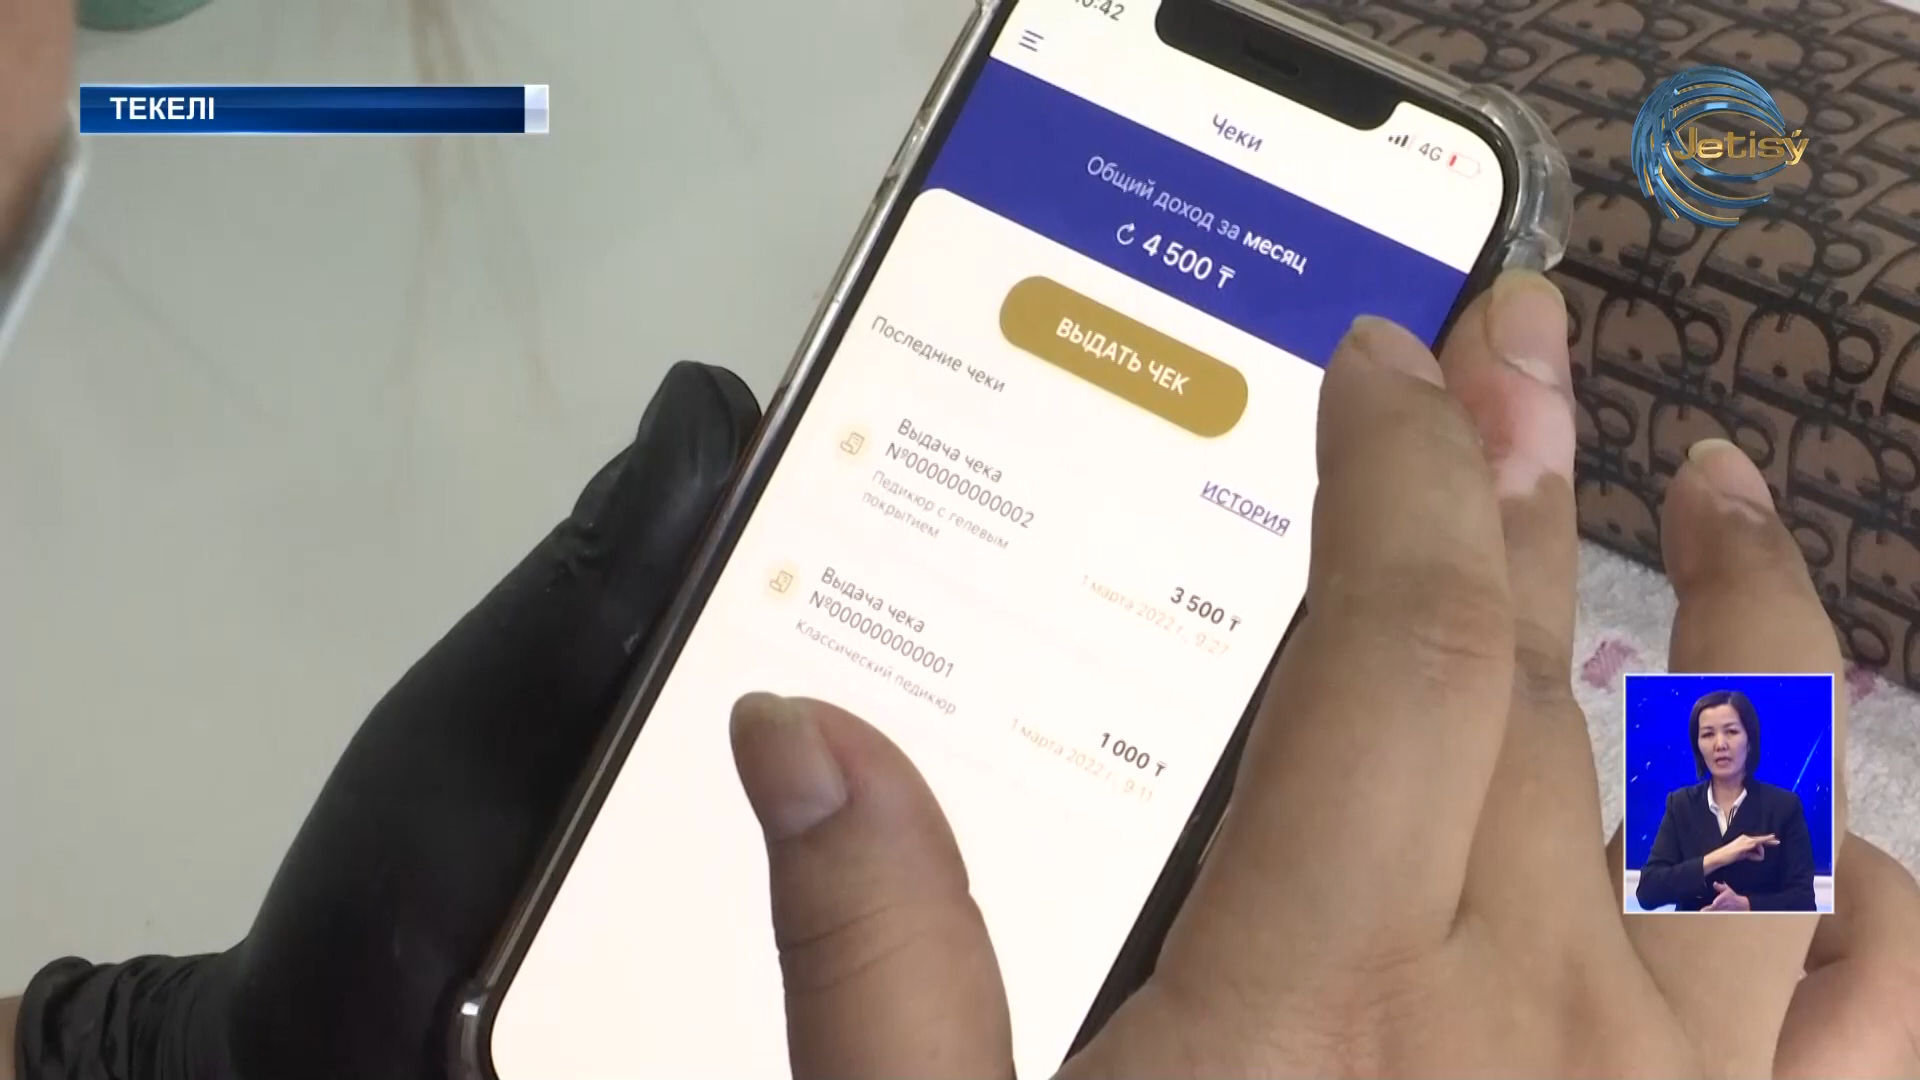 ТЕКЕЛІ
Jetisý
4G
Чеки
Общий доход за месяц
4 500 ₸
ВЫДАТЬ ЧЕК
Последние чеки
ИСТОРИЯ
Выдача чека
№000000000002
Педикюр с гелевым
покрытием
3 500 ₸
1 марта 2022 г., 9:27
Выдача чека
№000000000001
Классический педикюр
1 000 ₸
1 марта 2022 г., 9:11